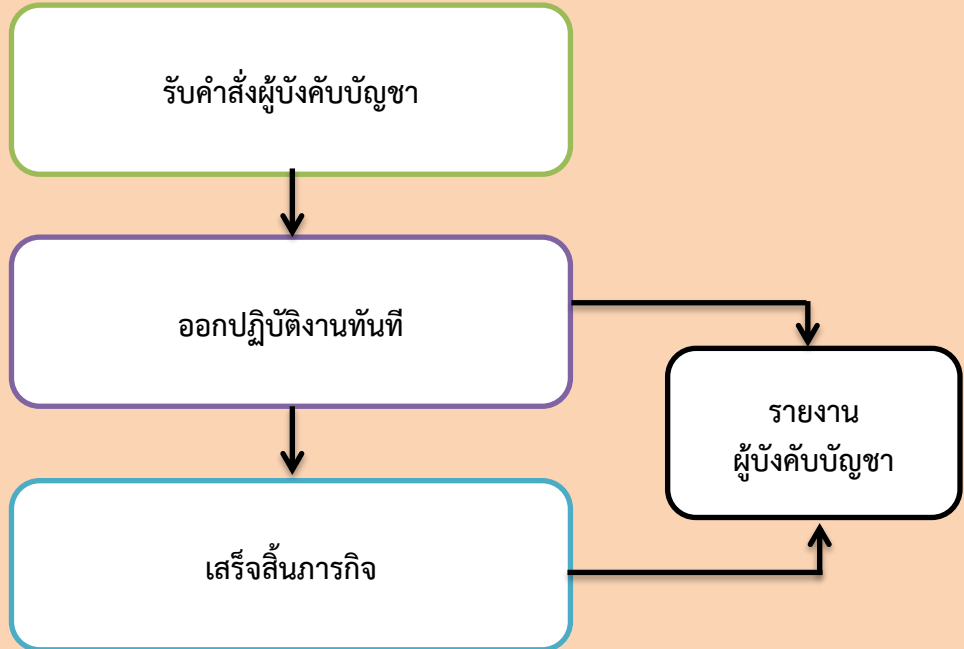 รับคำสั่งผู้บังคับบัญชา
ออกปฏิบัติงานทันที
รายงาน
ผู้บังคับบัญชา
เสร็จสิ้นภารกิจ